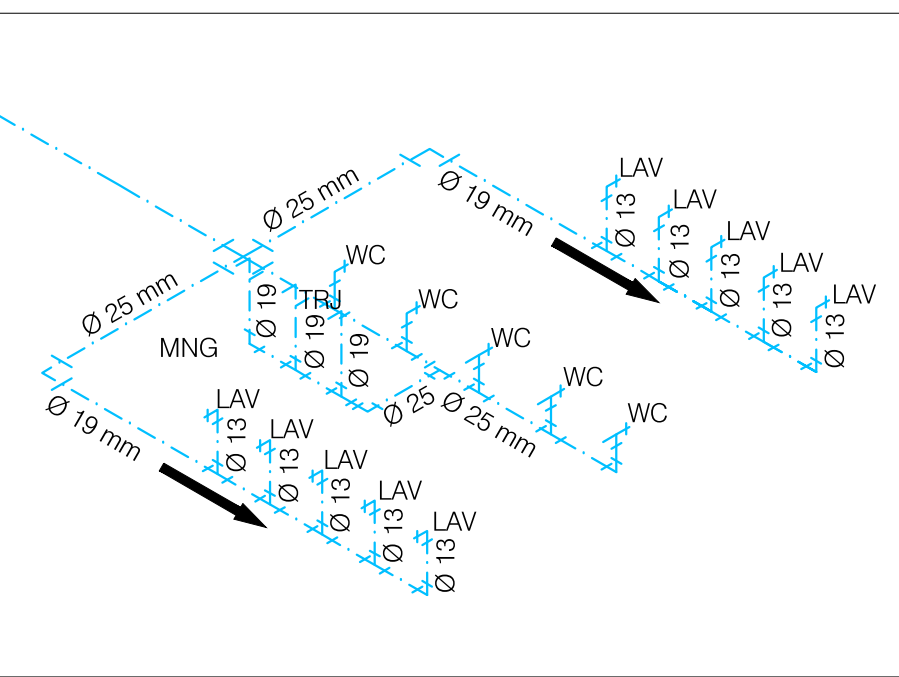 LAV
Ø 25 mm
Ø 19 mm
LAV
Ø 13
LAV
Ø 13
WC
LAV
Ø 13
LAV
Ø 13
Ø 13
Ø 25 mm
Ø 19
TRJ
WC
Ø 19
Ø 19
WC
MNG
WC
Ø 25
Ø 25 mm
WC
Ø 19 mm
LAV
Ø 13
LAV
Ø 13
LAV
Ø 13
LAV
Ø 13
LAV
Ø 13